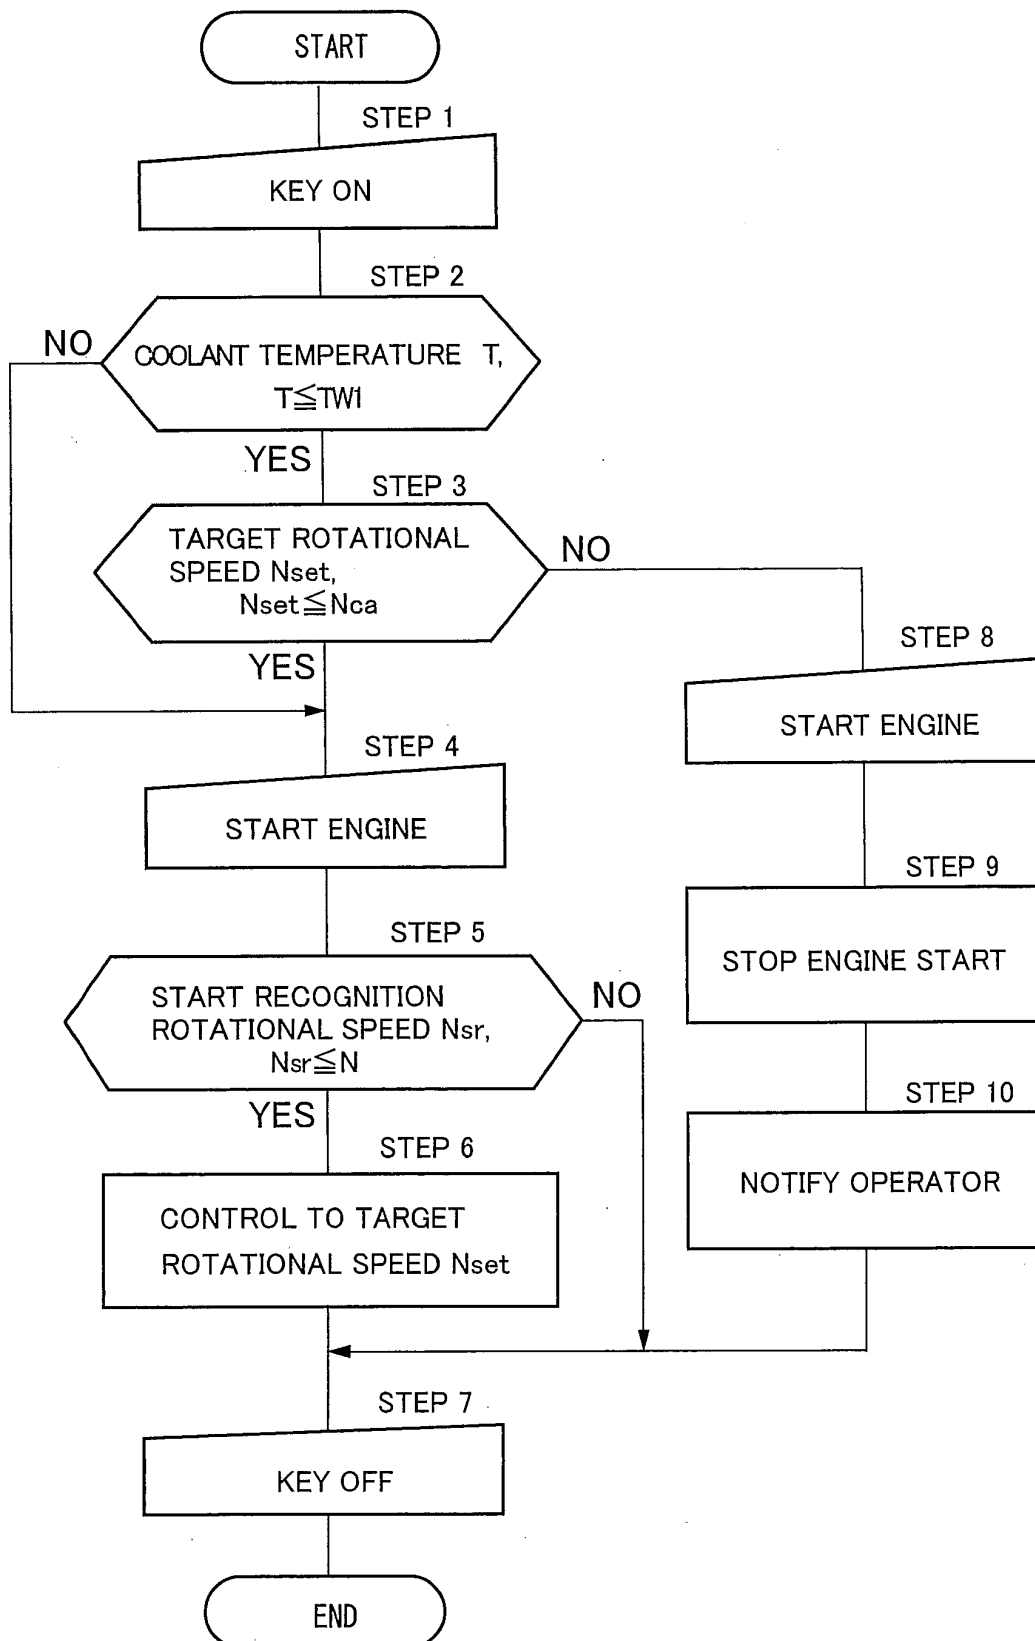 START
STEP 1
KEY ON
STEP 2
NO
COOLANT TEMPERATURE T,
T≦TW1
YES
STEP 3
TARGET ROTATIONAL
SPEED Nset,
Nset≦Nca
NO
YES
STEP 4
START ENGINE
STEP 5
START RECOGNITION
ROTATIONAL SPEED Nsr,
Nsr≦N
NO
YES
STEP 6
CONTROL TO TARGET
ROTATIONAL SPEED Nset
STEP 8
START ENGINE
STEP 9
STOP ENGINE START
STEP 10
NOTIFY OPERATOR
STEP 7
KEY OFF
END